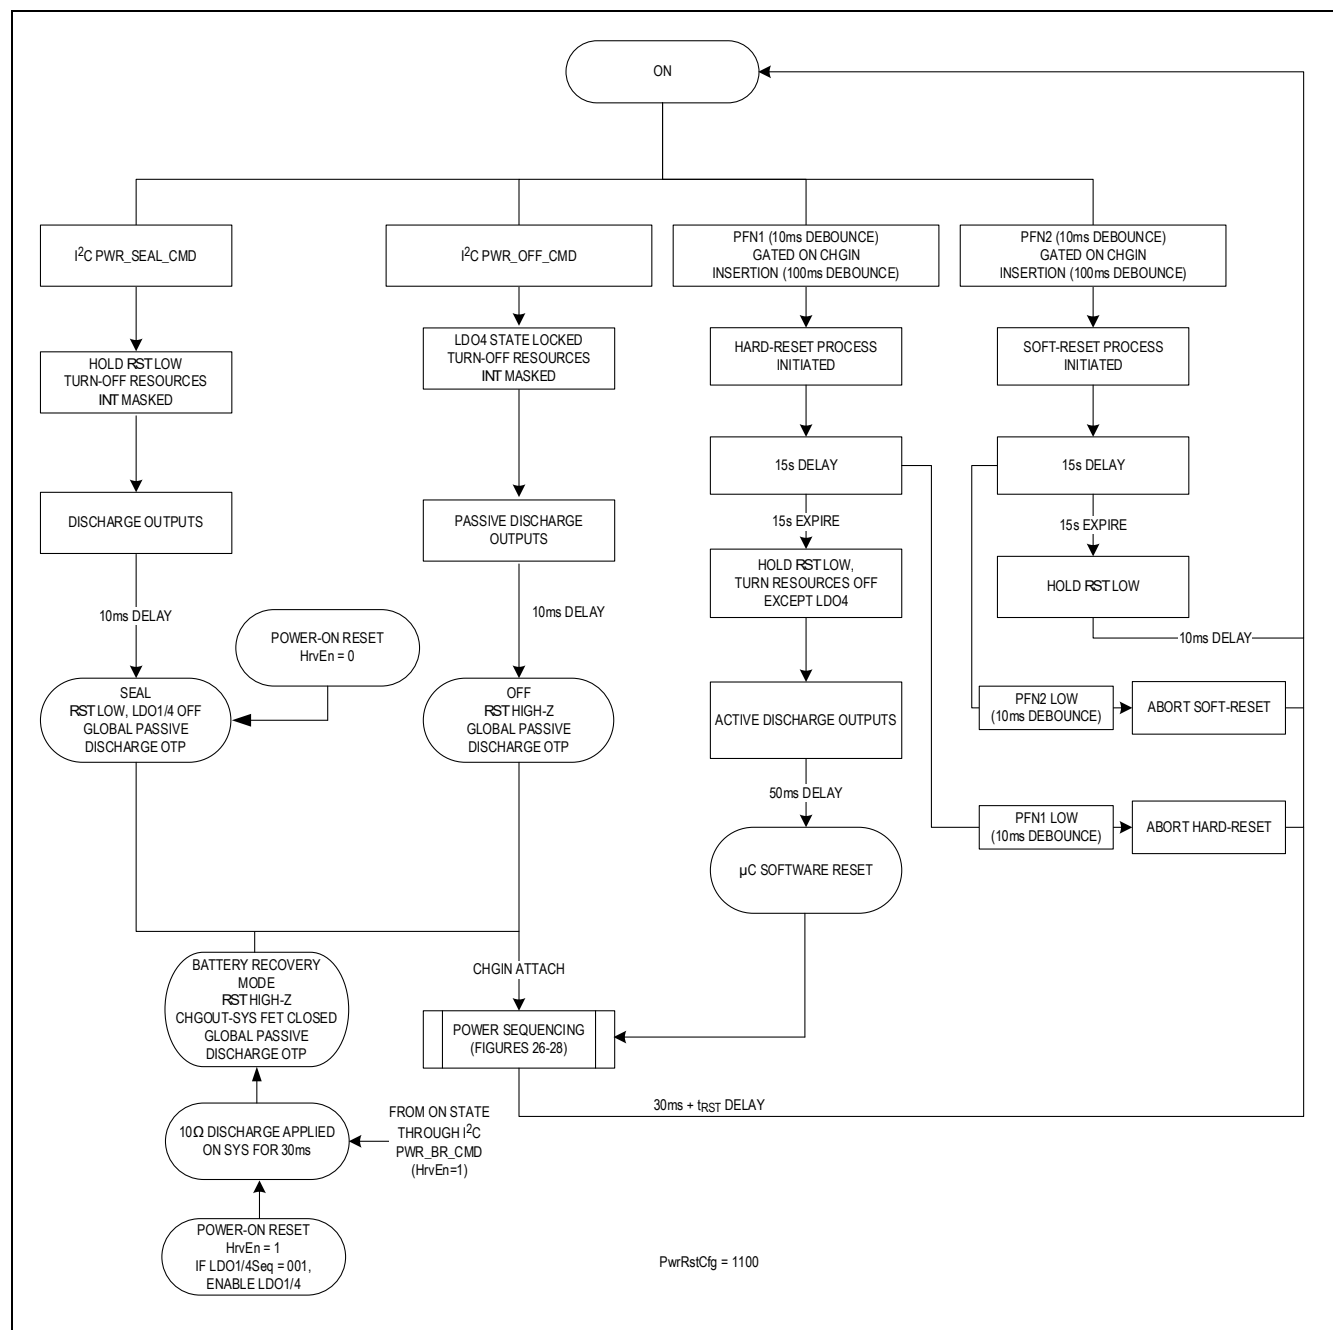 ON
I²C PWR_SEAL_CMD
HOLD RST LOW
TURN-OFF RESOURCES
INT MASKED
DISCHARGE OUTPUTS
10ms DELAY
POWER-ON RESET
HrvEn = 0
SEAL
RST LOW, LDO1/4 OFF
GLOBAL PASSIVE
DISCHARGE OTP
I²C PWR_OFF_CMD
LDO4 STATE LOCKED
TURN-OFF RESOURCES
INT MASKED
PASSIVE DISCHARGE
OUTPUTS
10ms DELAY
OFF
RST HIGH-Z
GLOBAL PASSIVE
DISCHARGE OTP
PFN1 (10ms DEBOUNCE)
GATED ON CHGIN
INSERTION (100ms DEBOUNCE)
HARD-RESET PROCESS
INITIATED
15s DELAY
15s EXPIRE
HOLD RST LOW,
TURN RESOURCES OFF
EXCEPT LDO4
ACTIVE DISCHARGE OUTPUTS
50ms DELAY
µC SOFTWARE RESET
PFN2 (10ms DEBOUNCE)
GATED ON CHGIN
INSERTION (100ms DEBOUNCE)
SOFT-RESET PROCESS
INITIATED
15s DELAY
15s EXPIRE
HOLD RST LOW
10ms DELAY
PFN2 LOW
(10ms DEBOUNCE)
ABORT SOFT-RESET
PFN1 LOW
(10ms DEBOUNCE)
ABORT HARD-RESET
BATTERY RECOVERY
MODE
RST HIGH-Z
CHGOUT-SYS FET CLOSED
GLOBAL PASSIVE
DISCHARGE OTP
CHGIN ATTACH
POWER SEQUENCING
(FIGURES 26-28)
30ms + tRST DELAY
10Ω DISCHARGE APPLIED
ON SYS FOR 30ms
FROM ON STATE
THROUGH I²C
PWR_BR_CMD
(HrvEn=1)
POWER-ON RESET
HrvEn = 1
IF LDO1/4Seq = 001,
ENABLE LDO1/4
PwrRstCfg = 1100